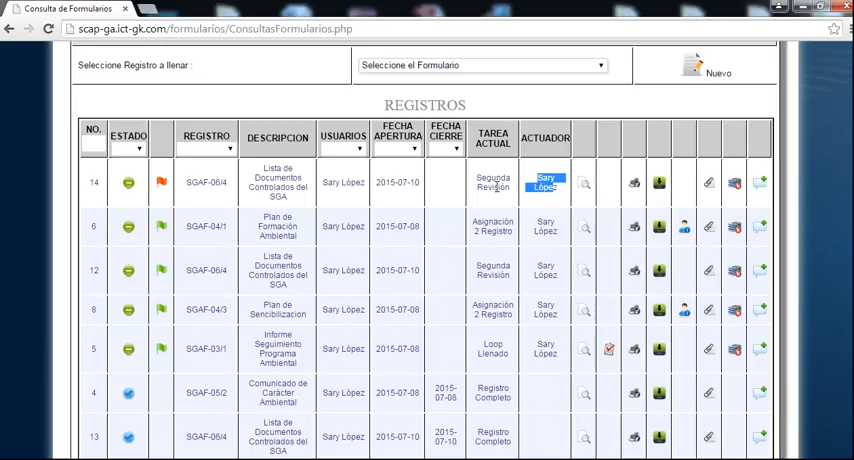 Consulta de Formularios
scap-ga.ict-gk.com/formularios/ConsultasFormularios.php
Seleccione Registro a llenar :
Seleccione el Formulario
Nuevo
REGISTROS
NO. ESTADO REGISTRO DESCRIPCION USUARIOS FECHA APERTURA FECHA CIERRE TAREA ACTUAL ACTUADOR
14 SGAF-06/4 Lista de Documentos Controlados del SGA Sary López 2015-07-10 Segunda Revisión Sary López
6 SGAF-04/1 Plan de Formación Ambiental Sary López 2015-07-08 Asignación 2 Registro Sary López
12 SGAF-06/4 Lista de Documentos Controlados del SGA Sary López 2015-07-10 Segunda Revisión Sary López
8 SGAF-04/3 Plan de Sencibilizacion Sary López 2015-07-08 Asignación 2 Registro Sary López
5 SGAF-03/1 Informe Seguimiento Programa Ambiental Sary López 2015-07-08 Loop Llenado Sary López
4 SGAF-05/2 Comunicado de Carácter Ambiental Sary López 2015-07-08 2015-07-08 Registro Completo
13 SGAF-06/4 Lista de Documentos Controlados del SGA Sary López 2015-07-10 2015-07-10 Registro Completo